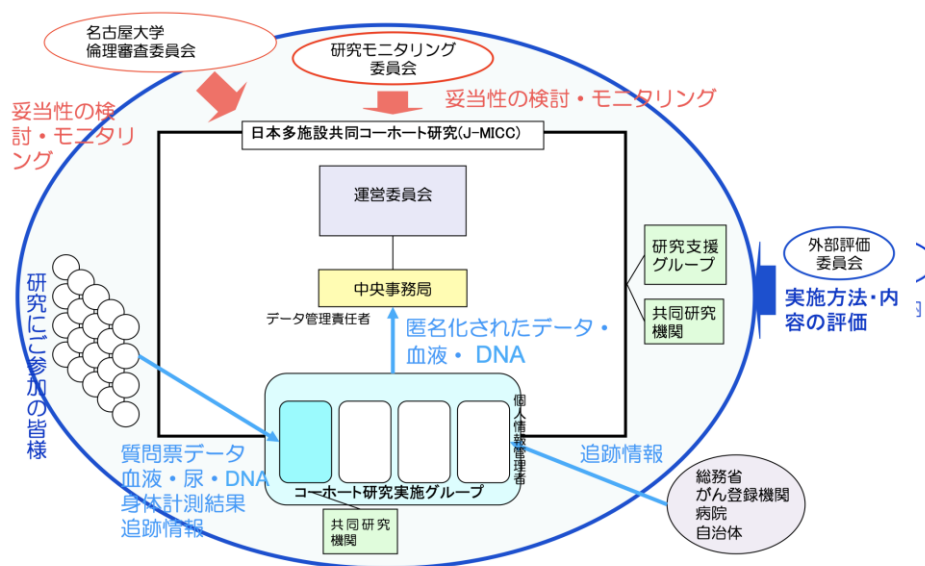 名古屋大学
倫理審査委員会
研究モニタリング
委員会
妥当性の検
討・モニタリ
ング
妥当性の検討・モニタリング
日本多施設共同コーホート研究(J-MICC)
運営委員会
中央事務局
データ管理責任者
匿名化されたデータ・
血液・ DNA
研究支援
グループ
共同研究
機関
外部評価
委員会
実施方法・内
容の評価
研究にご参加の皆様
質問票データ
血液・尿・DNA
身体計測結果
追跡情報
個人情報管理者
コーホート研究実施グループ
共同研究
機関
追跡情報
総務省
がん登録機関
病院
自治体